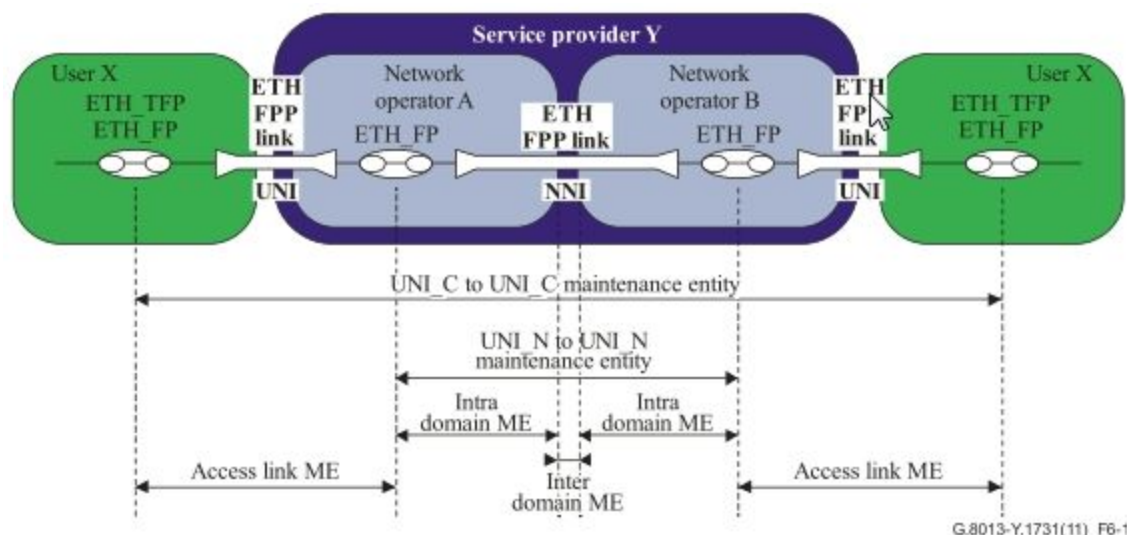 Service provider Y
User X
ETH_TFP
ETH_FP
ETH
FPP
link
UNI
Network
operator A
ETH_FP
ETH
FPP link
NNI
Network
operator B
ETH_FP
ETH
FP
link
UNI
User X
ETH_TFP
ETH_FP
UNI_C to UNI_C maintenance entity
UNI_N to UNI_N
maintenance entity
Intra
domain ME
Intra
domain ME
Access link ME
Inter
domain ME
Access link ME
G.8013-Y.1731(11)_F6-1